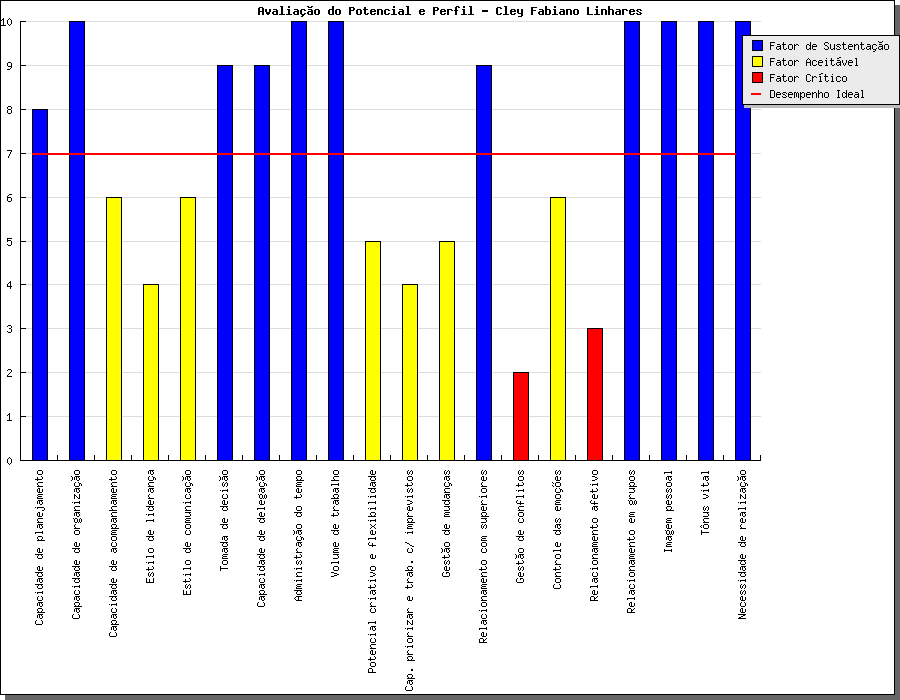 Avaliação do Potencial e Perfil - Cley Fabiano Linhares
10
9
8
7
6
5
4
3
2
1
0
Fator de Sustentação
Fator Aceitável
Fator Crítico
Desempenho Ideal
Capacidade de planejamento
Capacidade de organização
Capacidade de acompanhamento
Estilo de liderança
Estilo de comunicação
Tomada de decisão
Capacidade de delegação
Administração do tempo
Volume de trabalho
Potencial criativo e flexibilidade
Cap. priorizar e trab. c/ imprevistos
Gestão de mudanças
Relacionamento com superiores
Gestão de conflitos
Controle das emoções
Relacionamento afetivo
Relacionamento em grupos
Imagem pessoal
Tônus vital
Necessidade de realização